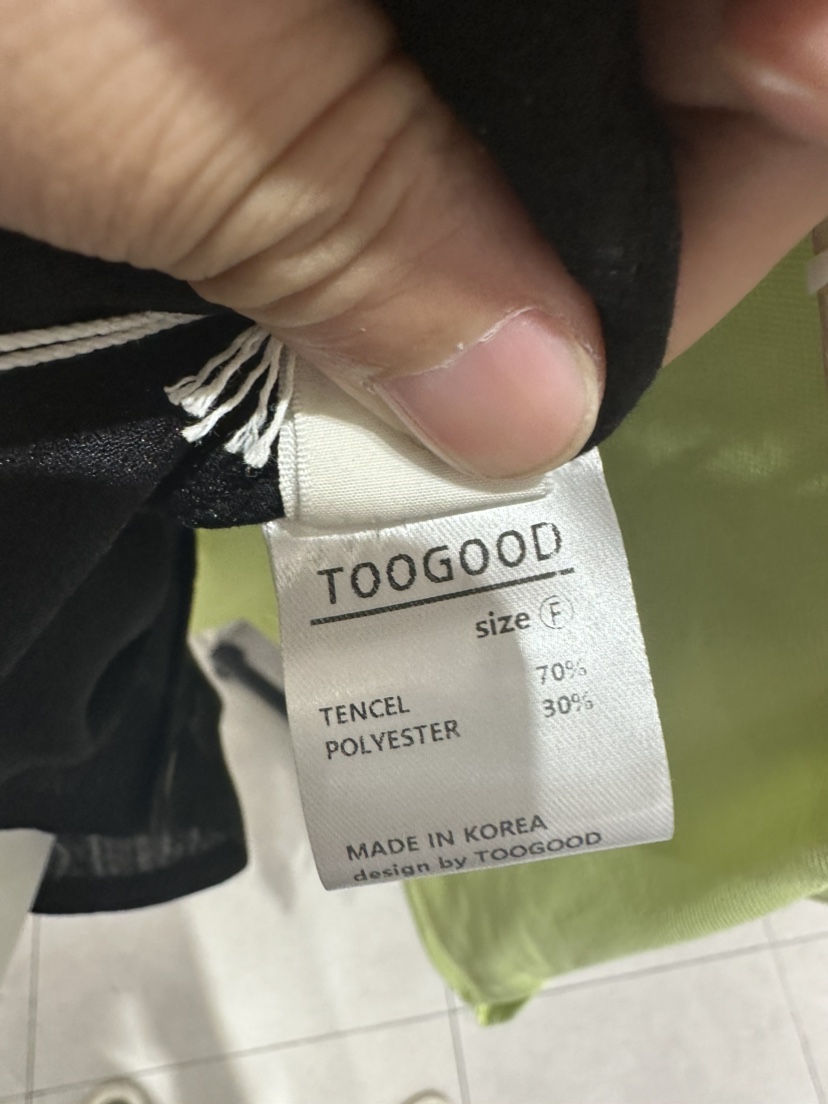 TOOGOOD
size Ⓕ
TENCEL 70%
POLYESTER 30%
MADE IN KOREA
design by TOOGOOD